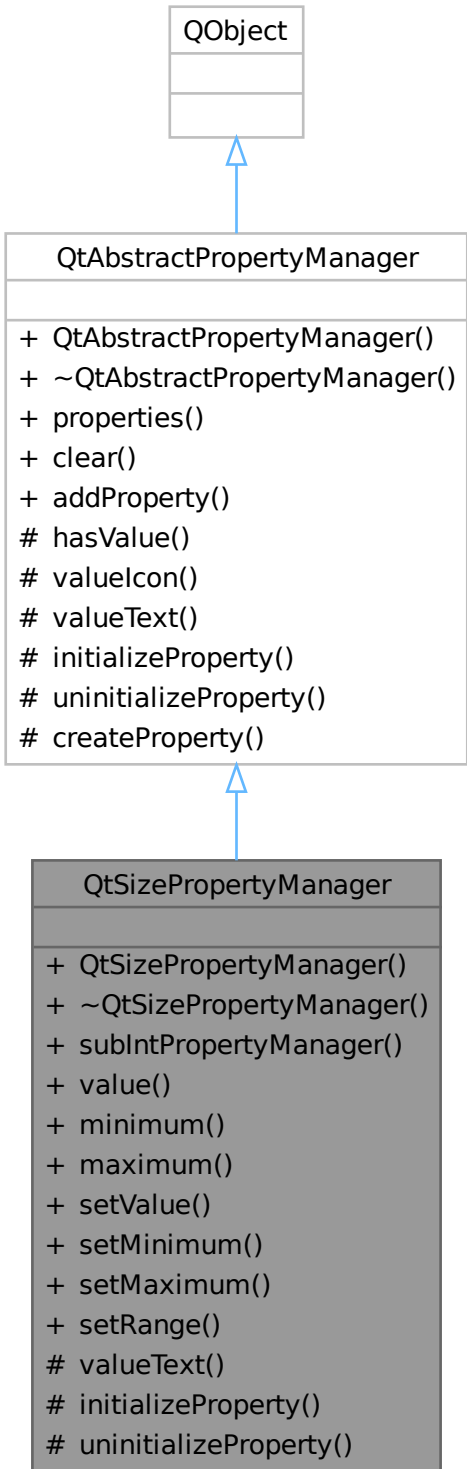 QObject
QtAbstractPropertyManager
+ QtAbstractPropertyManager()
+ ~QtAbstractPropertyManager()
+ properties()
+ clear()
+ addProperty()
# hasValue()
# valueIcon()
# valueText()
# initializeProperty()
# uninitializeProperty()
# createProperty()
QtSizePropertyManager
+ QtSizePropertyManager()
+ ~QtSizePropertyManager()
+ subIntPropertyManager()
+ value()
+ minimum()
+ maximum()
+ setValue()
+ setMinimum()
+ setMaximum()
+ setRange()
# valueText()
# initializeProperty()
# uninitializeProperty()